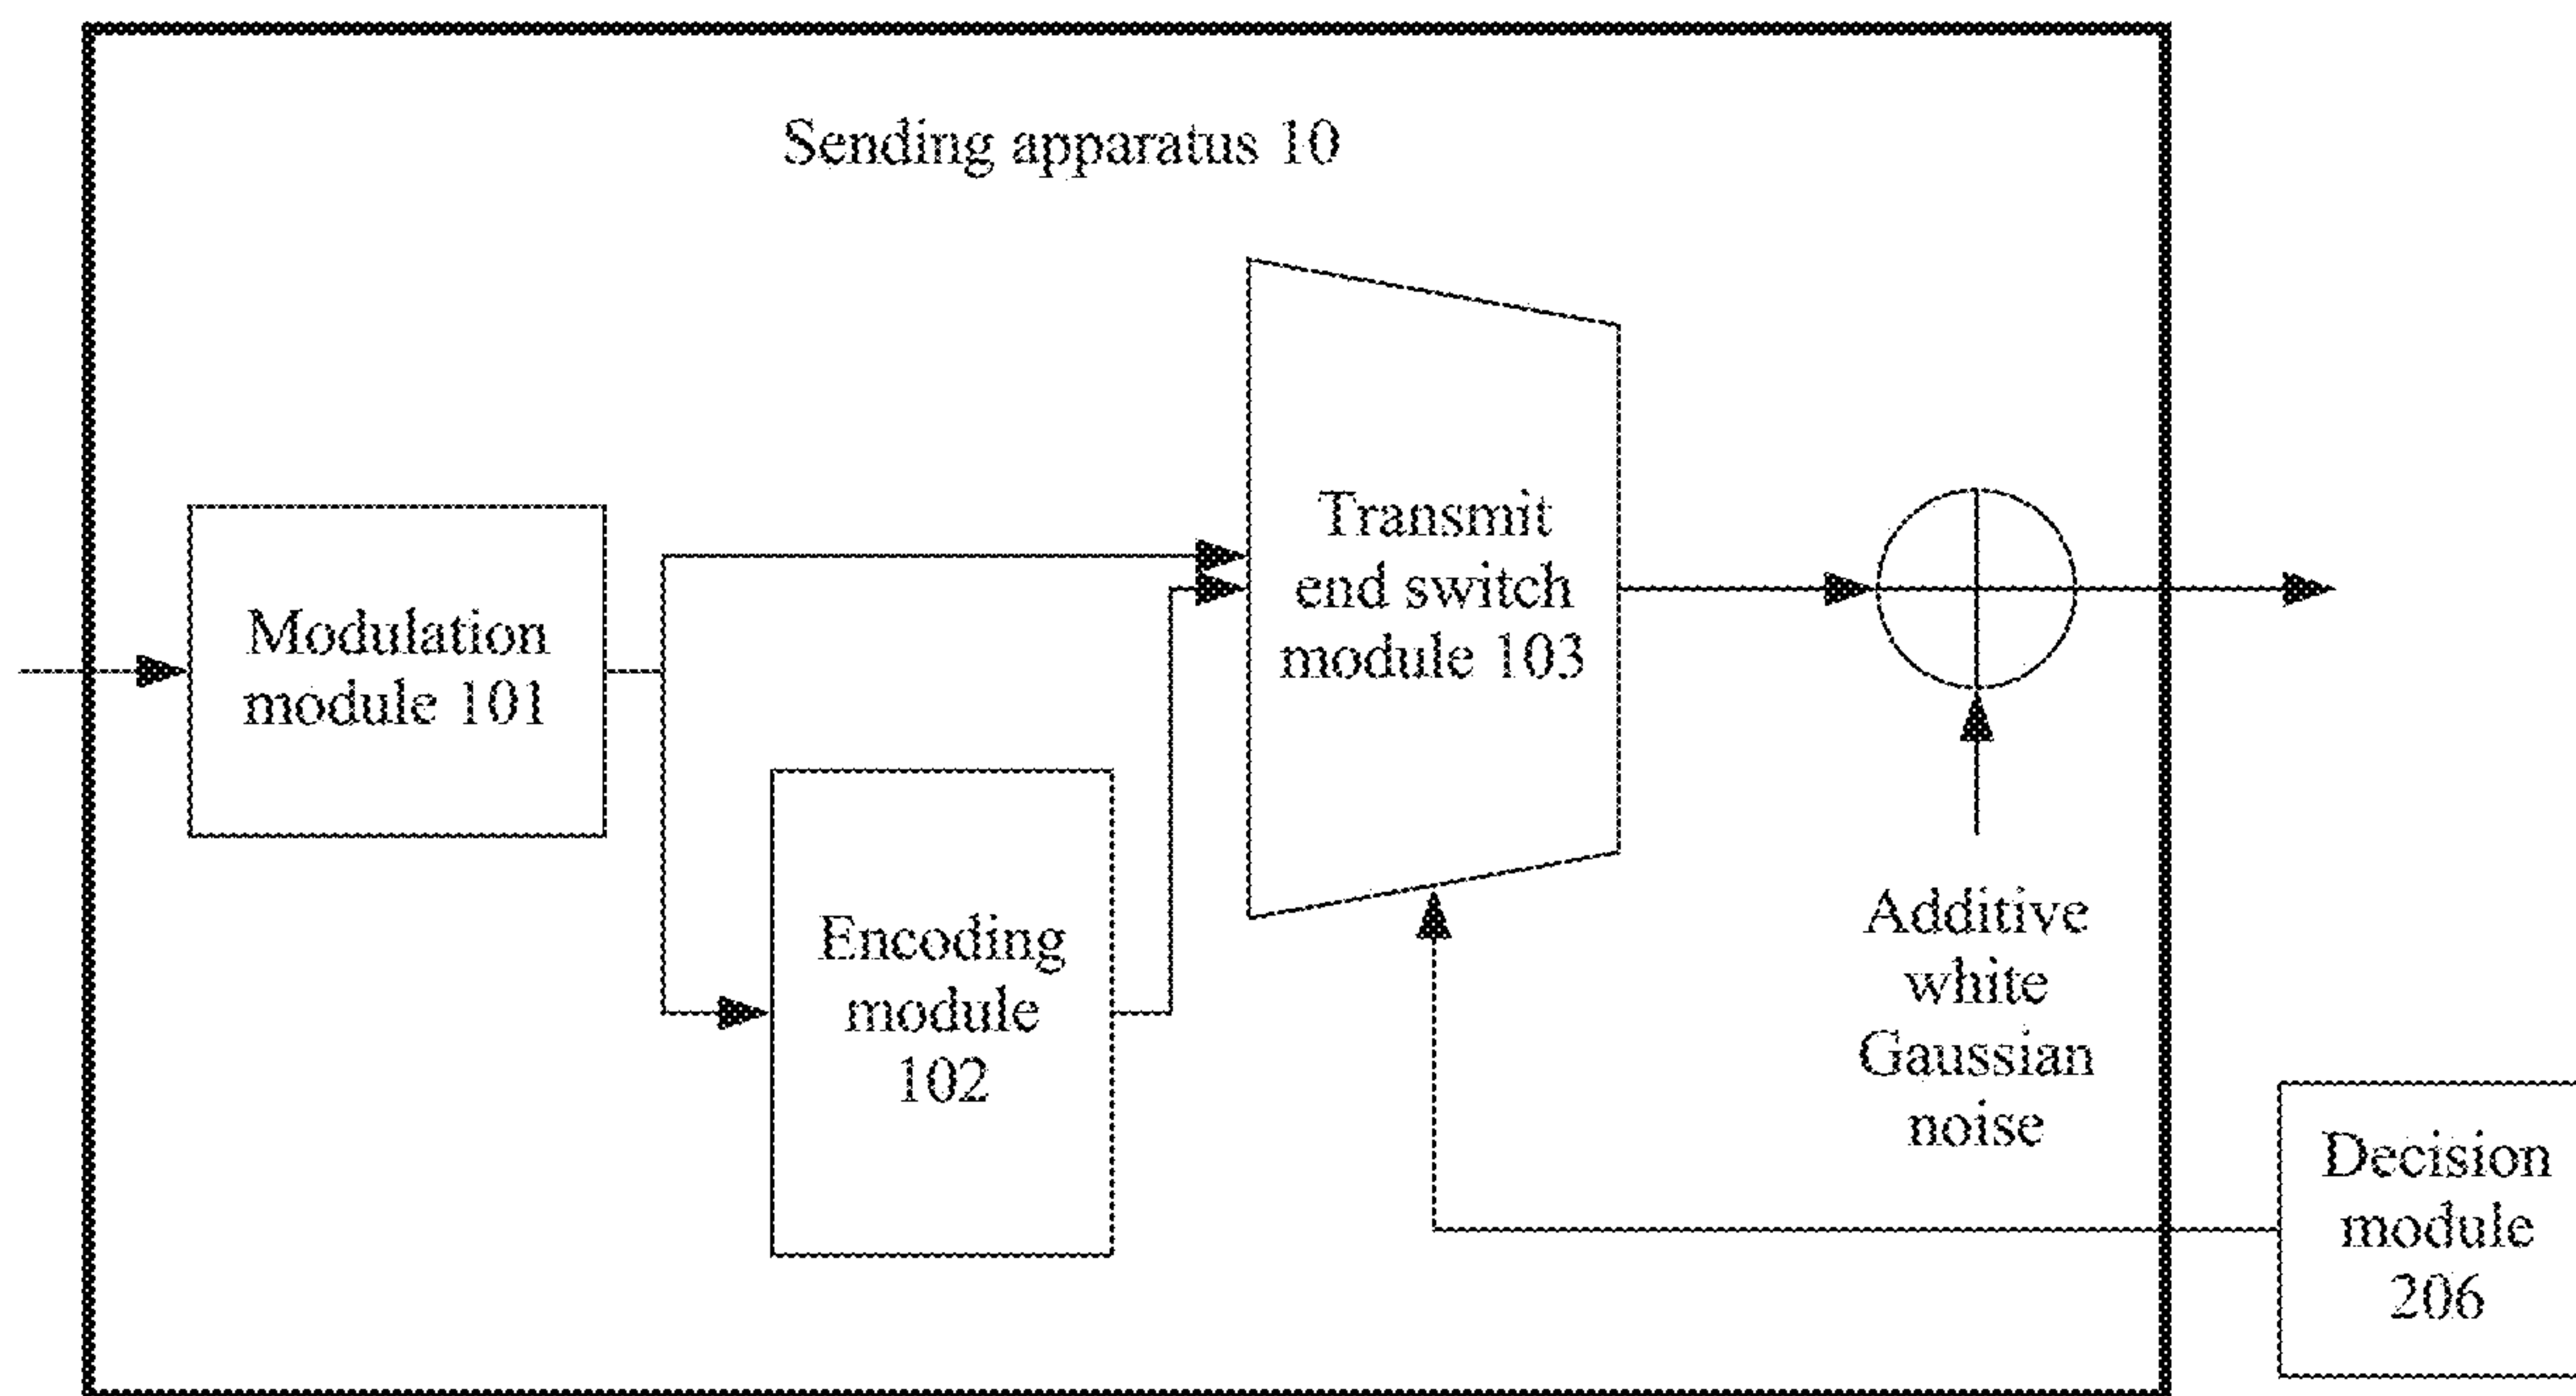 Sending apparatus 10
Modulation
module 101
Encoding
module
102
Transmit
end switch
module 103
Additive
white
Gaussian
noise
Decision
module
206